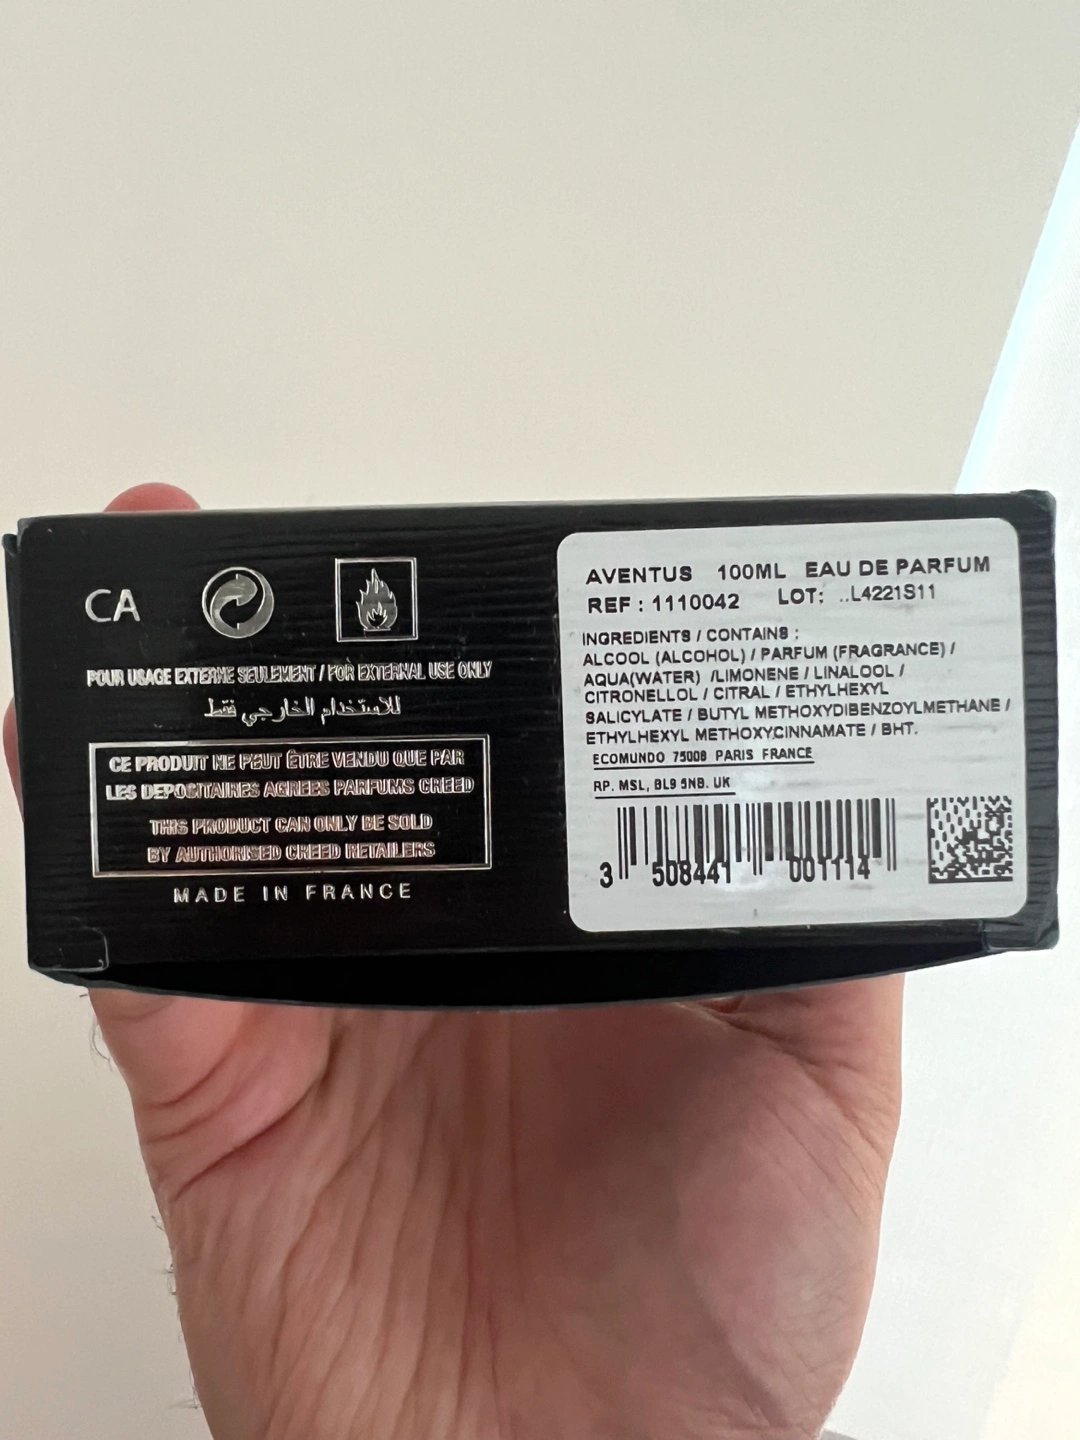 CA
POUR USAGE EXTERNE SEULEMENT / FOR EXTERNAL USE ONLY
للاستخدام الخارجي فقط
CE PRODUIT NE PEUT ÊTRE VENDU QUE PAR
LES DEPOSITAIRES AGREES PARFUMS CREED
THIS PRODUCT CAN ONLY BE SOLD
BY AUTHORISED CREED RETAILERS
MADE IN FRANCE
AVENTUS 100ML EAU DE PARFUM
REF : 1110042 LOT: ..L4221S11
INGREDIENTS / CONTAINS :
ALCOOL (ALCOHOL) / PARFUM (FRAGRANCE) /
AQUA(WATER) /LIMONENE / LINALOOL /
CITRONELLOL / CITRAL / ETHYLHEXYL
SALICYLATE / BUTYL METHOXYDIBENZOYLMETHANE /
ETHYLHEXYL METHOXYCINNAMATE / BHT.
ECOMUNDO 75008 PARIS FRANCE
RP. MSL, BL9 5NB. UK
3 508441 001114